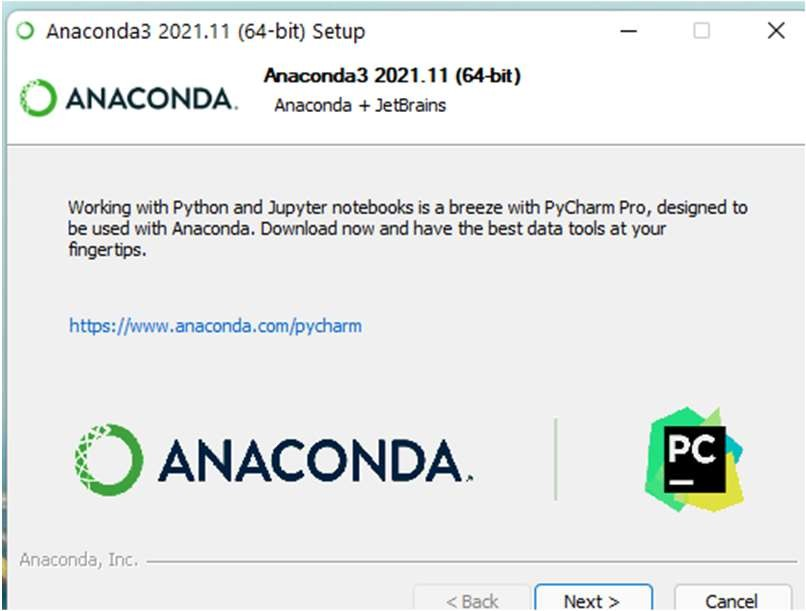 Anaconda3 2021.11 (64-bit) Setup
Anaconda3 2021.11 (64-bit)
ANACONDA.
Anaconda + JetBrains
Working with Python and Jupyter notebooks is a breeze with PyCharm Pro, designed to
be used with Anaconda. Download now and have the best data tools at your
fingertips.
https://www.anaconda.com/pycharm
ANACONDA.
PC
Anaconda, Inc.
< Back
Next >
Cancel